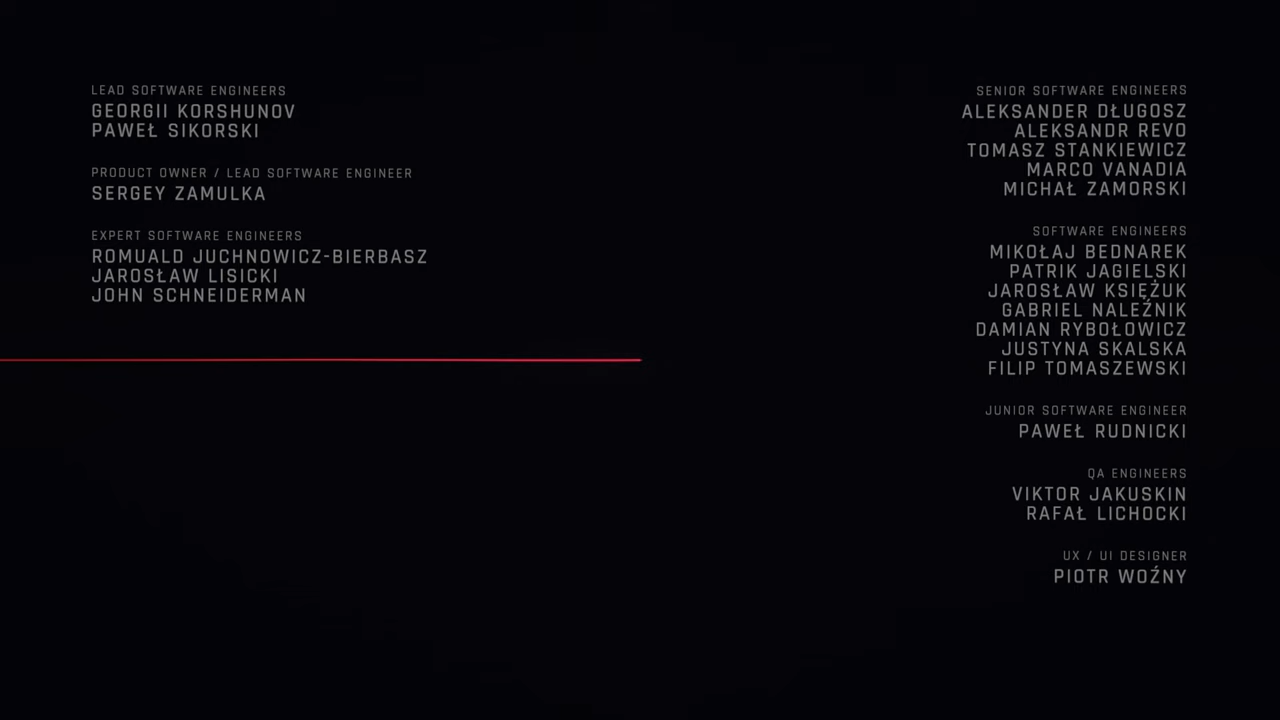 LEAD SOFTWARE ENGINEERS
GEORGII KORSHUNOV
PAWEŁ SIKORSKI
PRODUCT OWNER / LEAD SOFTWARE ENGINEER
SERGEY ZAMULKA
EXPERT SOFTWARE ENGINEERS
ROMUALD JUCHNOWICZ-BIERBASZ
JAROSŁAW LISICKI
JOHN SCHNEIDERMAN
SENIOR SOFTWARE ENGINEERS
ALEKSANDER DŁUGOSZ
ALEKSANDR REVO
TOMASZ STANKIEWICZ
MARCO VANADIA
MICHAŁ ZAMORSKI
SOFTWARE ENGINEERS
MIKOŁAJ BEDNAREK
PATRIK JAGIELSKI
JAROSŁAW KSIĘŻUK
GABRIEL NALEŹNIK
DAMIAN RYBOŁOWICZ
JUSTYNA SKALSKA
FILIP TOMASZEWSKI
JUNIOR SOFTWARE ENGINEER
PAWEŁ RUDNICKI
QA ENGINEERS
VIKTOR JAKUSKIN
RAFAŁ LICHOCKI
UX / UI DESIGNER
PIOTR WOŹNY